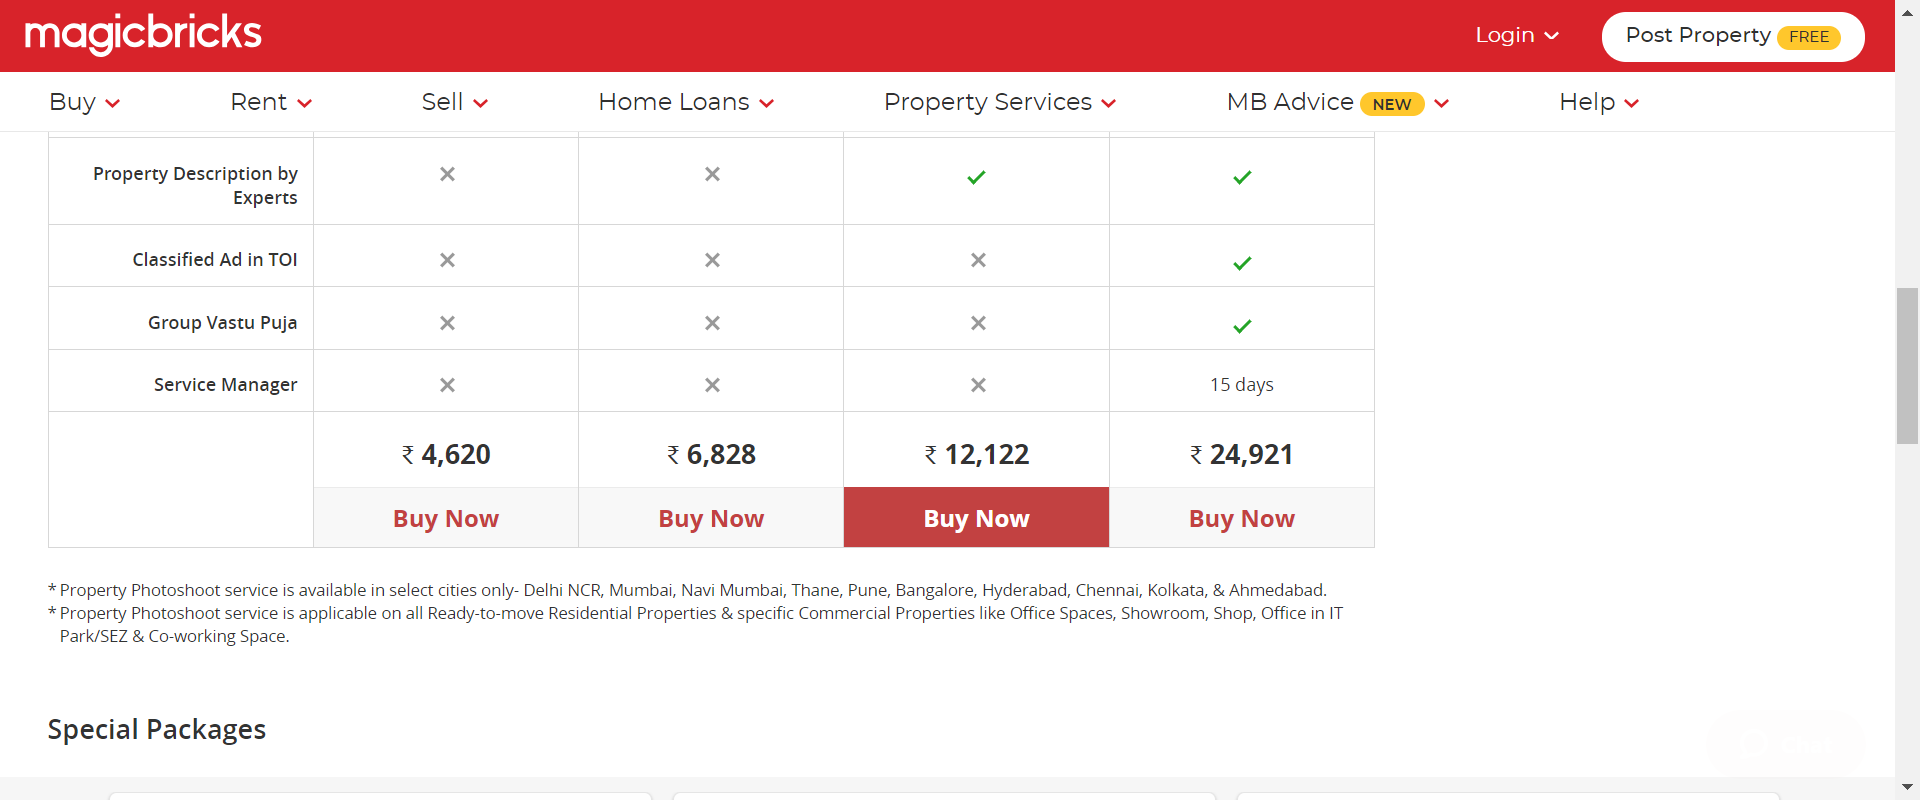 magicbricks
Login
Post Property FREE
Buy
Rent
Sell
Home Loans
Property Services
MB Advice NEW
Help
Property Description by
Experts
Classified Ad in TOI
Group Vastu Puja
Service Manager
15 days
₹ 4,620
₹ 6,828
₹ 12,122
₹ 24,921
Buy Now
Buy Now
Buy Now
Buy Now
* Property Photoshoot service is available in select cities only- Delhi NCR, Mumbai, Navi Mumbai, Thane, Pune, Bangalore, Hyderabad, Chennai, Kolkata, & Ahmedabad.
* Property Photoshoot service is applicable on all Ready-to-move Residential Properties & specific Commercial Properties like Office Spaces, Showroom, Shop, Office in IT
Park/SEZ & Co-working Space.
Special Packages